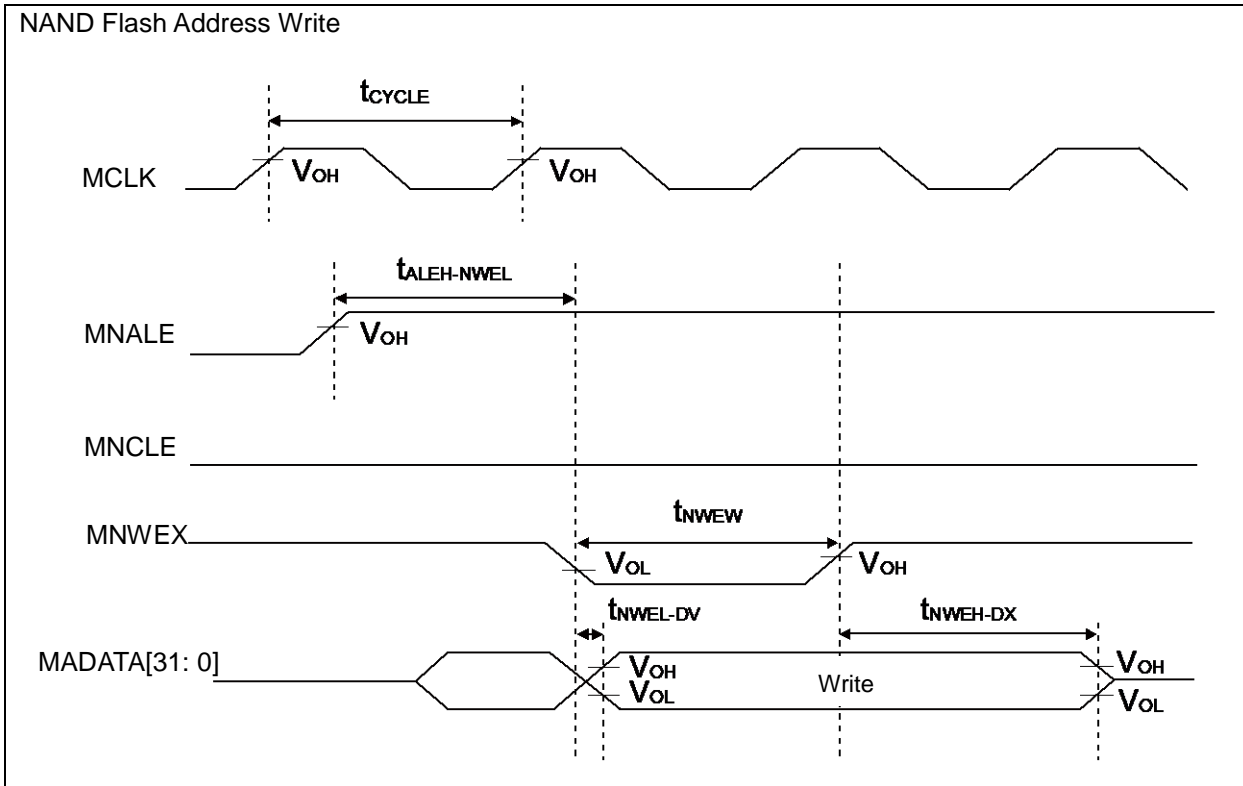 NAND Flash Address Write
tCYCLE
MCLK
VOH
VOH
tALEH-NWEL
MNALE
VOH
MNCLE
tNWEW
MNWEX
VOL
VOH
tNWEL-DV
tNWEH-DX
MADATA[31: 0]
VOH
VOL
Write
VOH
VOL